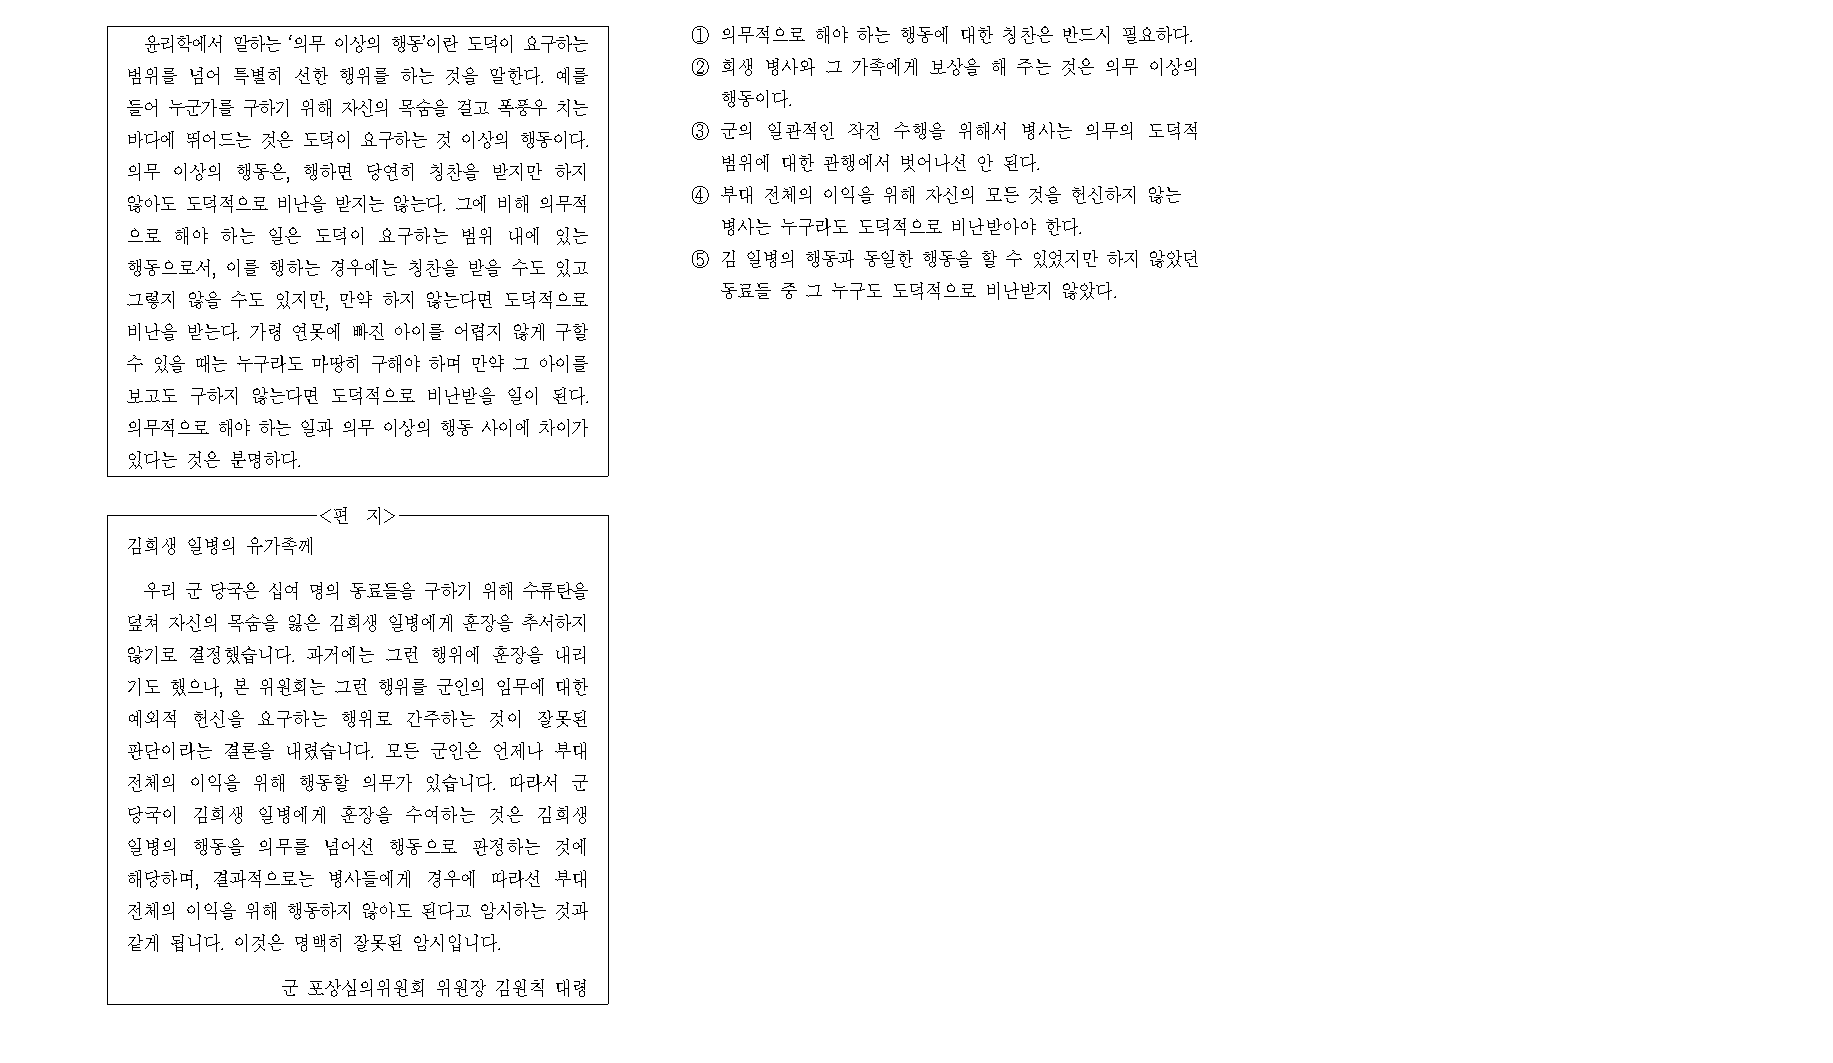 윤리학에서 말하는 ‘의무 이상의 행동’이란 도덕이 요구하는
범위를 넘어 특별히 선한 행위를 하는 것을 말한다. 예를
들어 누군가를 구하기 위해 자신의 목숨을 걸고 폭풍우 치는
바다에 뛰어드는 것은 도덕이 요구하는 것 이상의 행동이다.
의무 이상의 행동은, 행하면 당연히 칭찬을 받지만 하지
않아도 도덕적으로 비난을 받지는 않는다. 그에 비해 의무적
으로 해야 하는 일은 도덕이 요구하는 범위 내에 있는
행동으로서, 이를 행하는 경우에는 칭찬을 받을 수도 있고
그렇지 않을 수도 있지만, 만약 하지 않는다면 도덕적으로
비난을 받는다. 가령 연못에 빠진 아이를 어렵지 않게 구할
수 있을 때는 누구라도 마땅히 구해야 하며 만약 그 아이를
보고도 구하지 않는다면 도덕적으로 비난받을 일이 된다.
의무적으로 해야 하는 일과 의무 이상의 행동 사이에 차이가
있다는 것은 분명하다.
<편 지>
김희생 일병의 유가족께
우리 군 당국은 십여 명의 동료들을 구하기 위해 수류탄을
덮쳐 자신의 목숨을 잃은 김희생 일병에게 훈장을 추서하지
않기로 결정했습니다. 과거에는 그런 행위에 훈장을 내리
기도 했으나, 본 위원회는 그런 행위를 군인의 임무에 대한
예외적 헌신을 요구하는 행위로 간주하는 것이 잘못된
판단이라는 결론을 내렸습니다. 모든 군인은 언제나 부대
전체의 이익을 위해 행동할 의무가 있습니다. 따라서 군
당국이 김희생 일병에게 훈장을 수여하는 것은 김희생
일병의 행동을 의무를 넘어선 행동으로 판정하는 것에
해당하며, 결과적으로는 병사들에게 경우에 따라선 부대
전체의 이익을 위해 행동하지 않아도 된다고 암시하는 것과
같게 됩니다. 이것은 명백히 잘못된 암시입니다.
군 포상심의위원회 위원장 김원칙 대령
① 의무적으로 해야 하는 행동에 대한 칭찬은 반드시 필요하다.
② 희생 병사와 그 가족에게 보상을 해 주는 것은 의무 이상의
행동이다.
③ 군의 일관적인 작전 수행을 위해서 병사는 의무의 도덕적
범위에 대한 관행에서 벗어나선 안 된다.
④ 부대 전체의 이익을 위해 자신의 모든 것을 헌신하지 않는
병사는 누구라도 도덕적으로 비난받아야 한다.
⑤ 김 일병의 행동과 동일한 행동을 할 수 있었지만 하지 않았던
동료들 중 그 누구도 도덕적으로 비난받지 않았다.